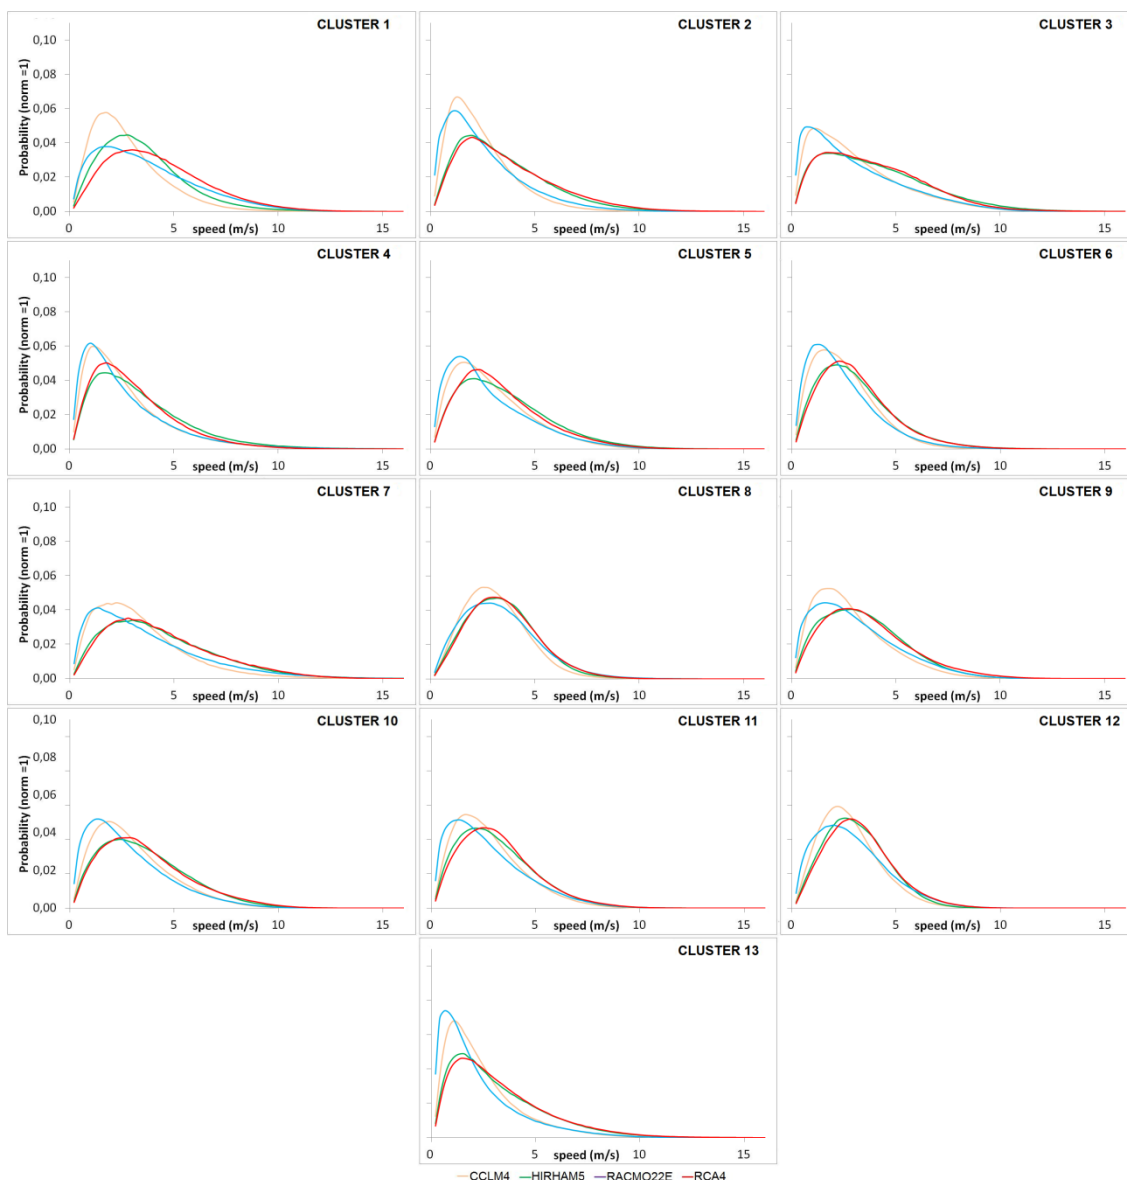 CLUSTER 1
Probability (norm =1)
0,10
0,08
0,06
0,04
0,02
0,00
0
5
10
15
speed (m/s)
CLUSTER 2
0
5
10
15
speed (m/s)
CLUSTER 3
0
5
10
15
speed (m/s)
CLUSTER 4
Probability (norm =1)
0,10
0,08
0,06
0,04
0,02
0,00
0
5
10
15
speed (m/s)
CLUSTER 5
0
5
10
15
speed (m/s)
CLUSTER 6
0
5
10
15
speed (m/s)
CLUSTER 7
Probability (norm =1)
0,10
0,08
0,06
0,04
0,02
0,00
0
5
10
15
speed (m/s)
CLUSTER 8
0
5
10
15
speed (m/s)
CLUSTER 9
0
5
10
15
speed (m/s)
CLUSTER 10
Probability (norm =1)
0,10
0,08
0,06
0,04
0,02
0,00
0
5
10
15
speed (m/s)
CLUSTER 11
0
5
10
15
speed (m/s)
CLUSTER 12
0
5
10
15
speed (m/s)
CLUSTER 13
0
5
10
15
speed (m/s)
CCLM4 HIRHAM5 RACMO22E RCA4